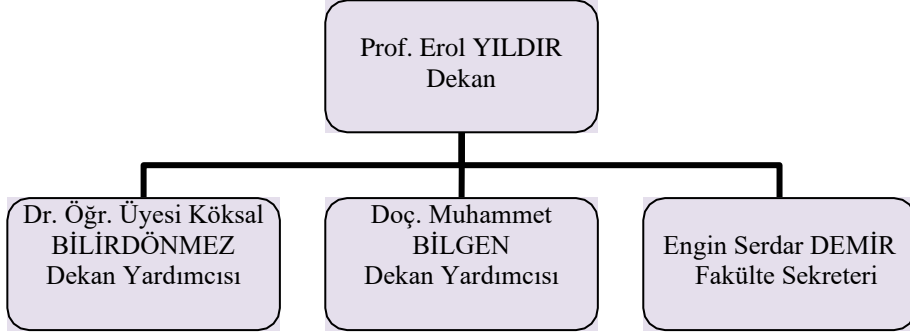 Prof. Erol YILDIR
Dekan
Dr. Öğr. Üyesi Köksal
BİLİRDÖNMEZ
Dekan Yardımcısı
Doç. Muhammet
BİLGEN
Dekan Yardımcısı
Engin Serdar DEMİR
Fakülte Sekreteri